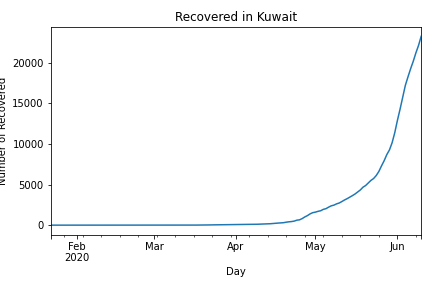 Recovered in Kuwait
Number of Recovered
20000
15000
10000
5000
0
Feb
2020
Mar
Apr
May
Jun
Day